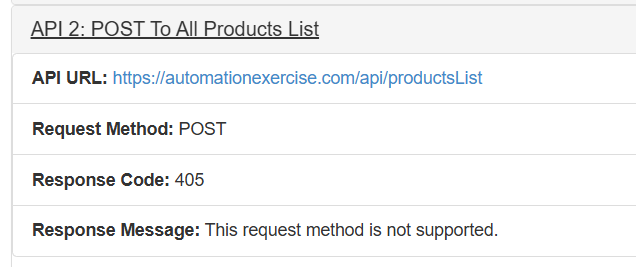 API 2: POST To All Products List
API URL: https://automationexercise.com/api/productsList
Request Method: POST
Response Code: 405
Response Message: This request method is not supported.